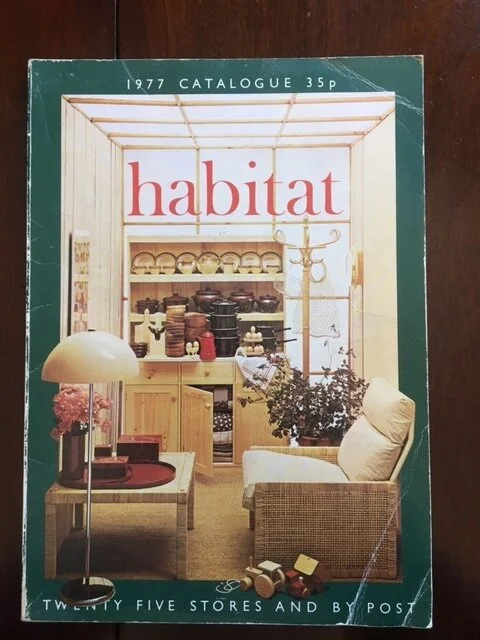 1977 CATALOGUE 35p
habitat
TWENTY FIVE STORES AND BY POST